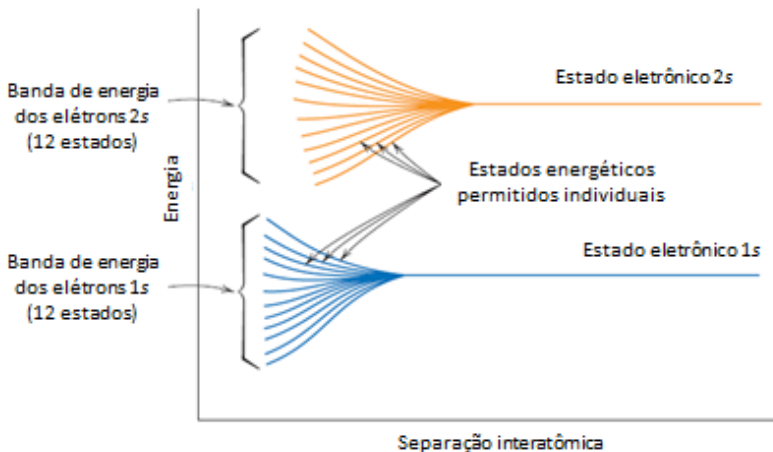 Banda de energia
dos elétrons 2s
(12 estados)
Estado eletrônico 2s
Energia
Estados energéticos
permitidos individuais
Banda de energia
dos elétrons 1s
(12 estados)
Estado eletrônico 1s
Separação interatômica